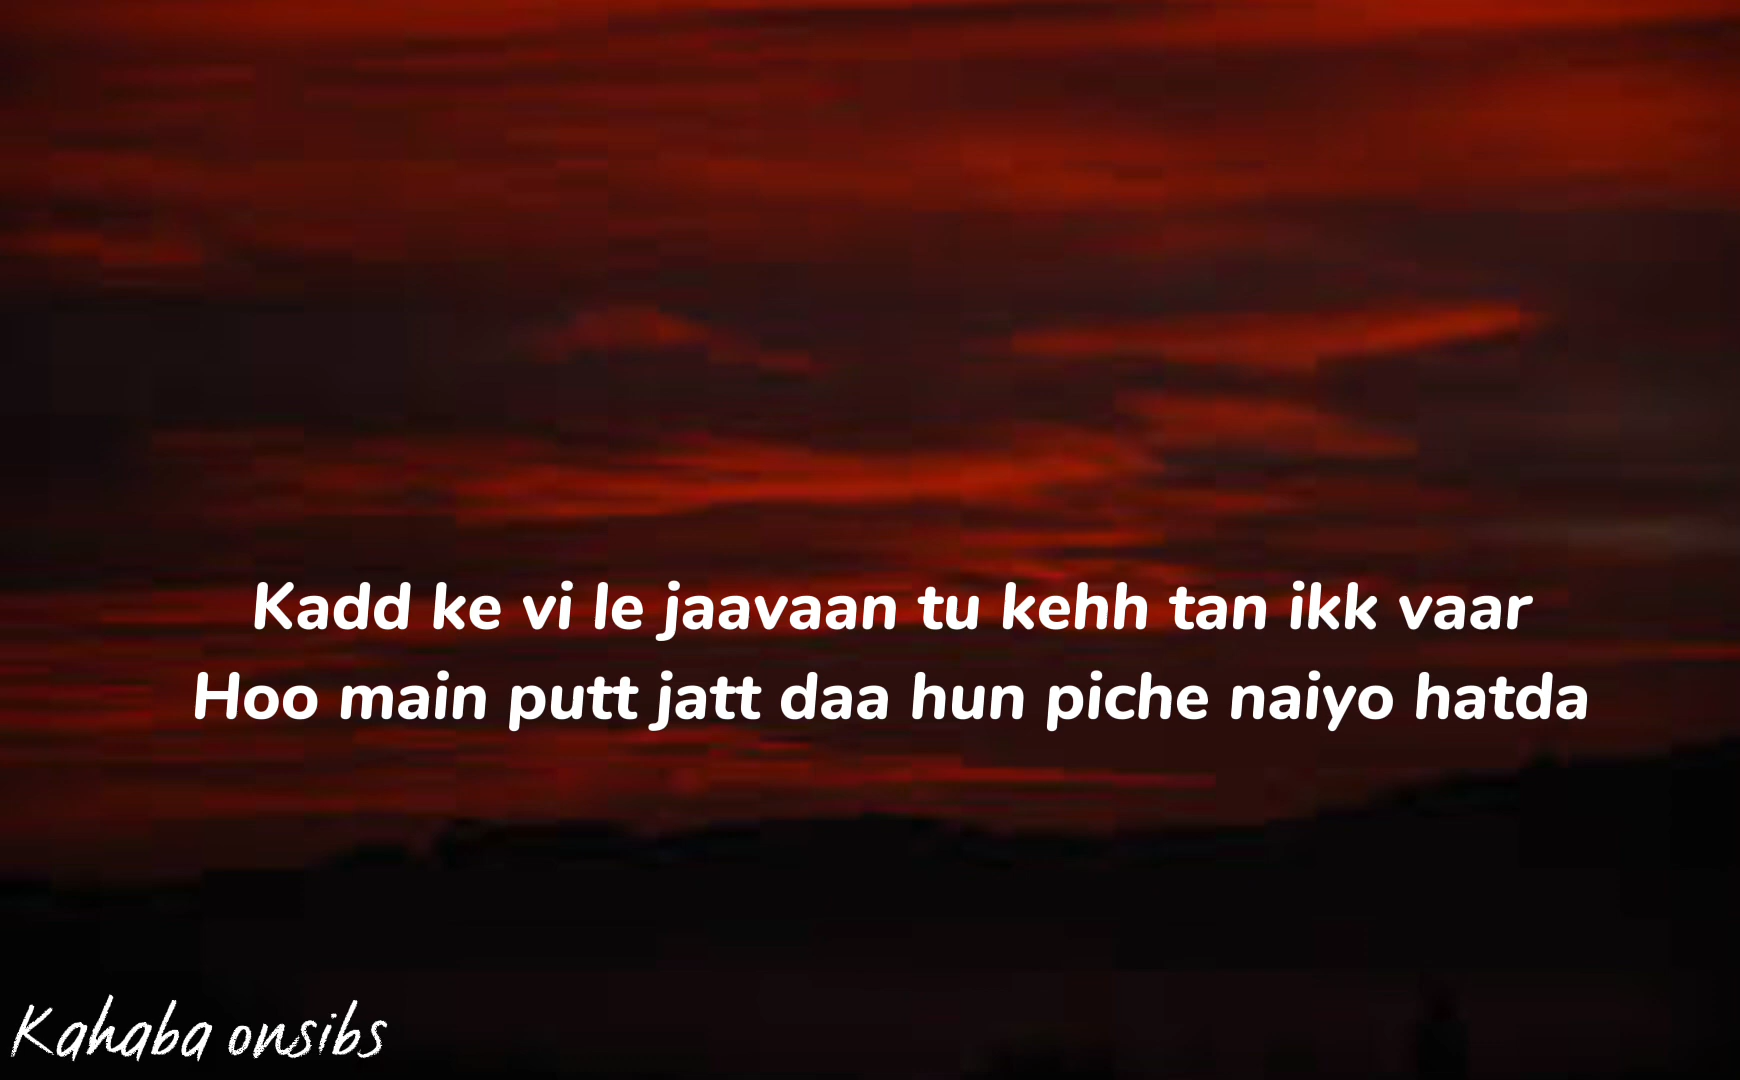 Kadd ke vi le jaavaan tu kehh tan ikk vaar
Hoo main putt jatt daa hun piche naiyo hatda
Kahaba onsibs